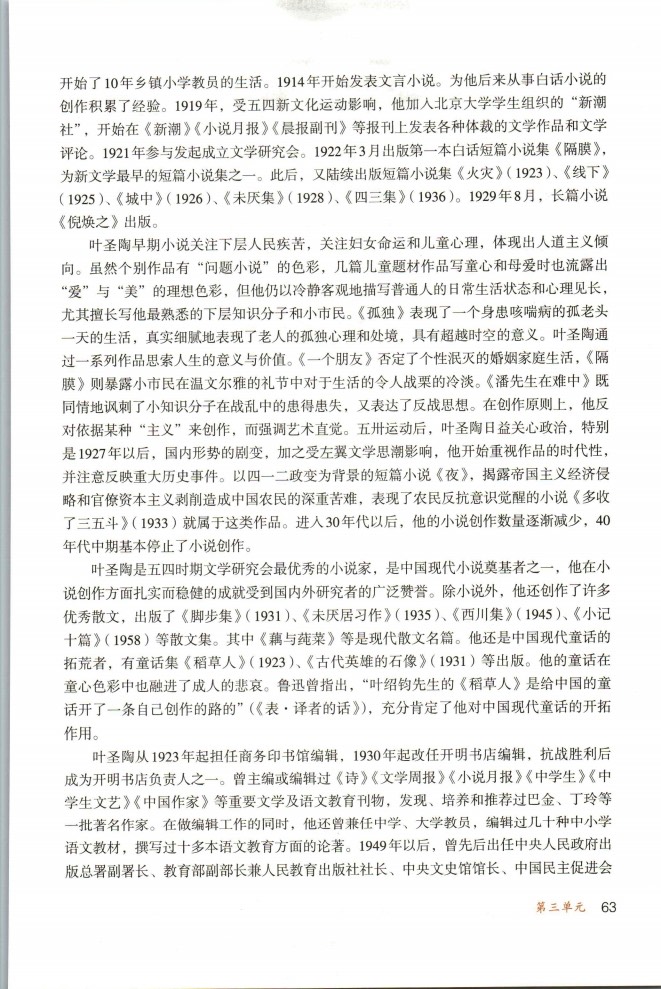 开始了10年乡镇小学教员的生活。1914年开始发表文言小说。为他后来从事白话小说的
创作积累了经验。1919年，受五四新文化运动影响，他加入北京大学学生组织的“新潮
社”，开始在《新潮》《小说月报》《晨报副刊》等报刊上发表各种体裁的文学作品和文学
评论。1921年参与发起成立文学研究会。1922年3月出版第一本白话短篇小说集《隔膜》，
为新文学最早的短篇小说集之一。此后，又陆续出版短篇小说集《火灾》（1923）、《线下》
（1925）、《城中》（1926）、《未厌集》（1928）、《四三集》（1936）。1929年8月，长篇小说
《倪焕之》出版。
叶圣陶早期小说关注下层人民疾苦，关注妇女命运和儿童心理，体现出人道主义倾
向。虽然个别作品有“问题小说”的色彩，几篇儿童题材作品写童心和母爱时也流露出
“爱”与“美”的理想色彩，但他仍以冷静客观地描写普通人的日常生活状态和心理见长，
尤其擅长写他最熟悉的下层知识分子和小市民。《孤独》表现了一个身患咳喘病的孤老头
一天的生活，真实细腻地表现了老人的孤独心理和处境，具有超越时空的意义。叶圣陶通
过一系列作品思索人生的意义与价值。《一个朋友》否定了个性泯灭的婚姻家庭生活，《隔
膜》则暴露小市民在温文尔雅的礼节中对于生活的令人战栗的冷淡。《潘先生在难中》既
同情地讽刺了小知识分子在战乱中的患得患失，又表达了反战思想。在创作原则上，他反
对依据某种“主义”来创作，而强调艺术直觉。五卅运动后，叶圣陶日益关心政治，特别
是1927年以后，国内形势的剧变，加之受左翼文学思潮影响，他开始重视作品的时代性，
并注意反映重大历史事件。以四一二政变为背景的短篇小说《夜》，揭露帝国主义经济侵
略和官僚资本主义剥削造成中国农民的深重苦难，表现了农民反抗意识觉醒的小说《多收
了三五斗》（1933）就属于这类作品。进入30年代以后，他的小说创作数量逐渐减少，40
年代中期基本停止了小说创作。
叶圣陶是五四时期文学研究会最优秀的小说家，是中国现代小说奠基者之一，他在小
说创作方面扎实而稳健的成就受到国内外研究者的广泛赞誉。除小说外，他还创作了许多
优秀散文，出版了《脚步集》（1931）、《未厌居习作》（1935）、《西川集》（1945）、《小记
十篇》（1958）等散文集。其中《藕与莼菜》等是现代散文名篇。他还是中国现代童话的
拓荒者，有童话集《稻草人》（1923）、《古代英雄的石像》（1931）等出版。他的童话在
童心色彩中也融进了成人的悲哀。鲁迅曾指出，“叶绍钧先生的《稻草人》是给中国的童
话开了一条自己创作的路的”（《表·译者的话》），充分肯定了他对中国现代童话的开拓
作用。
叶圣陶从1923年起担任商务印书馆编辑，1930年起改任开明书店编辑，抗战胜利后
成为开明书店负责人之一。曾主编或编辑过《诗》《文学周报》《小说月报》《中学生》《中
学生文艺》《中国作家》等重要文学及语文教育刊物，发现、培养和推荐过巴金、丁玲等
一批著名作家。在做编辑工作的同时，他还曾兼任中学、大学教员，编辑过几十种中小学
语文教材，撰写过十多本语文教育方面的论著。1949年以后，曾先后出任中央人民政府出
版总署副署长、教育部副部长兼人民教育出版社社长、中央文史馆馆长、中国民主促进会
第三单元 63